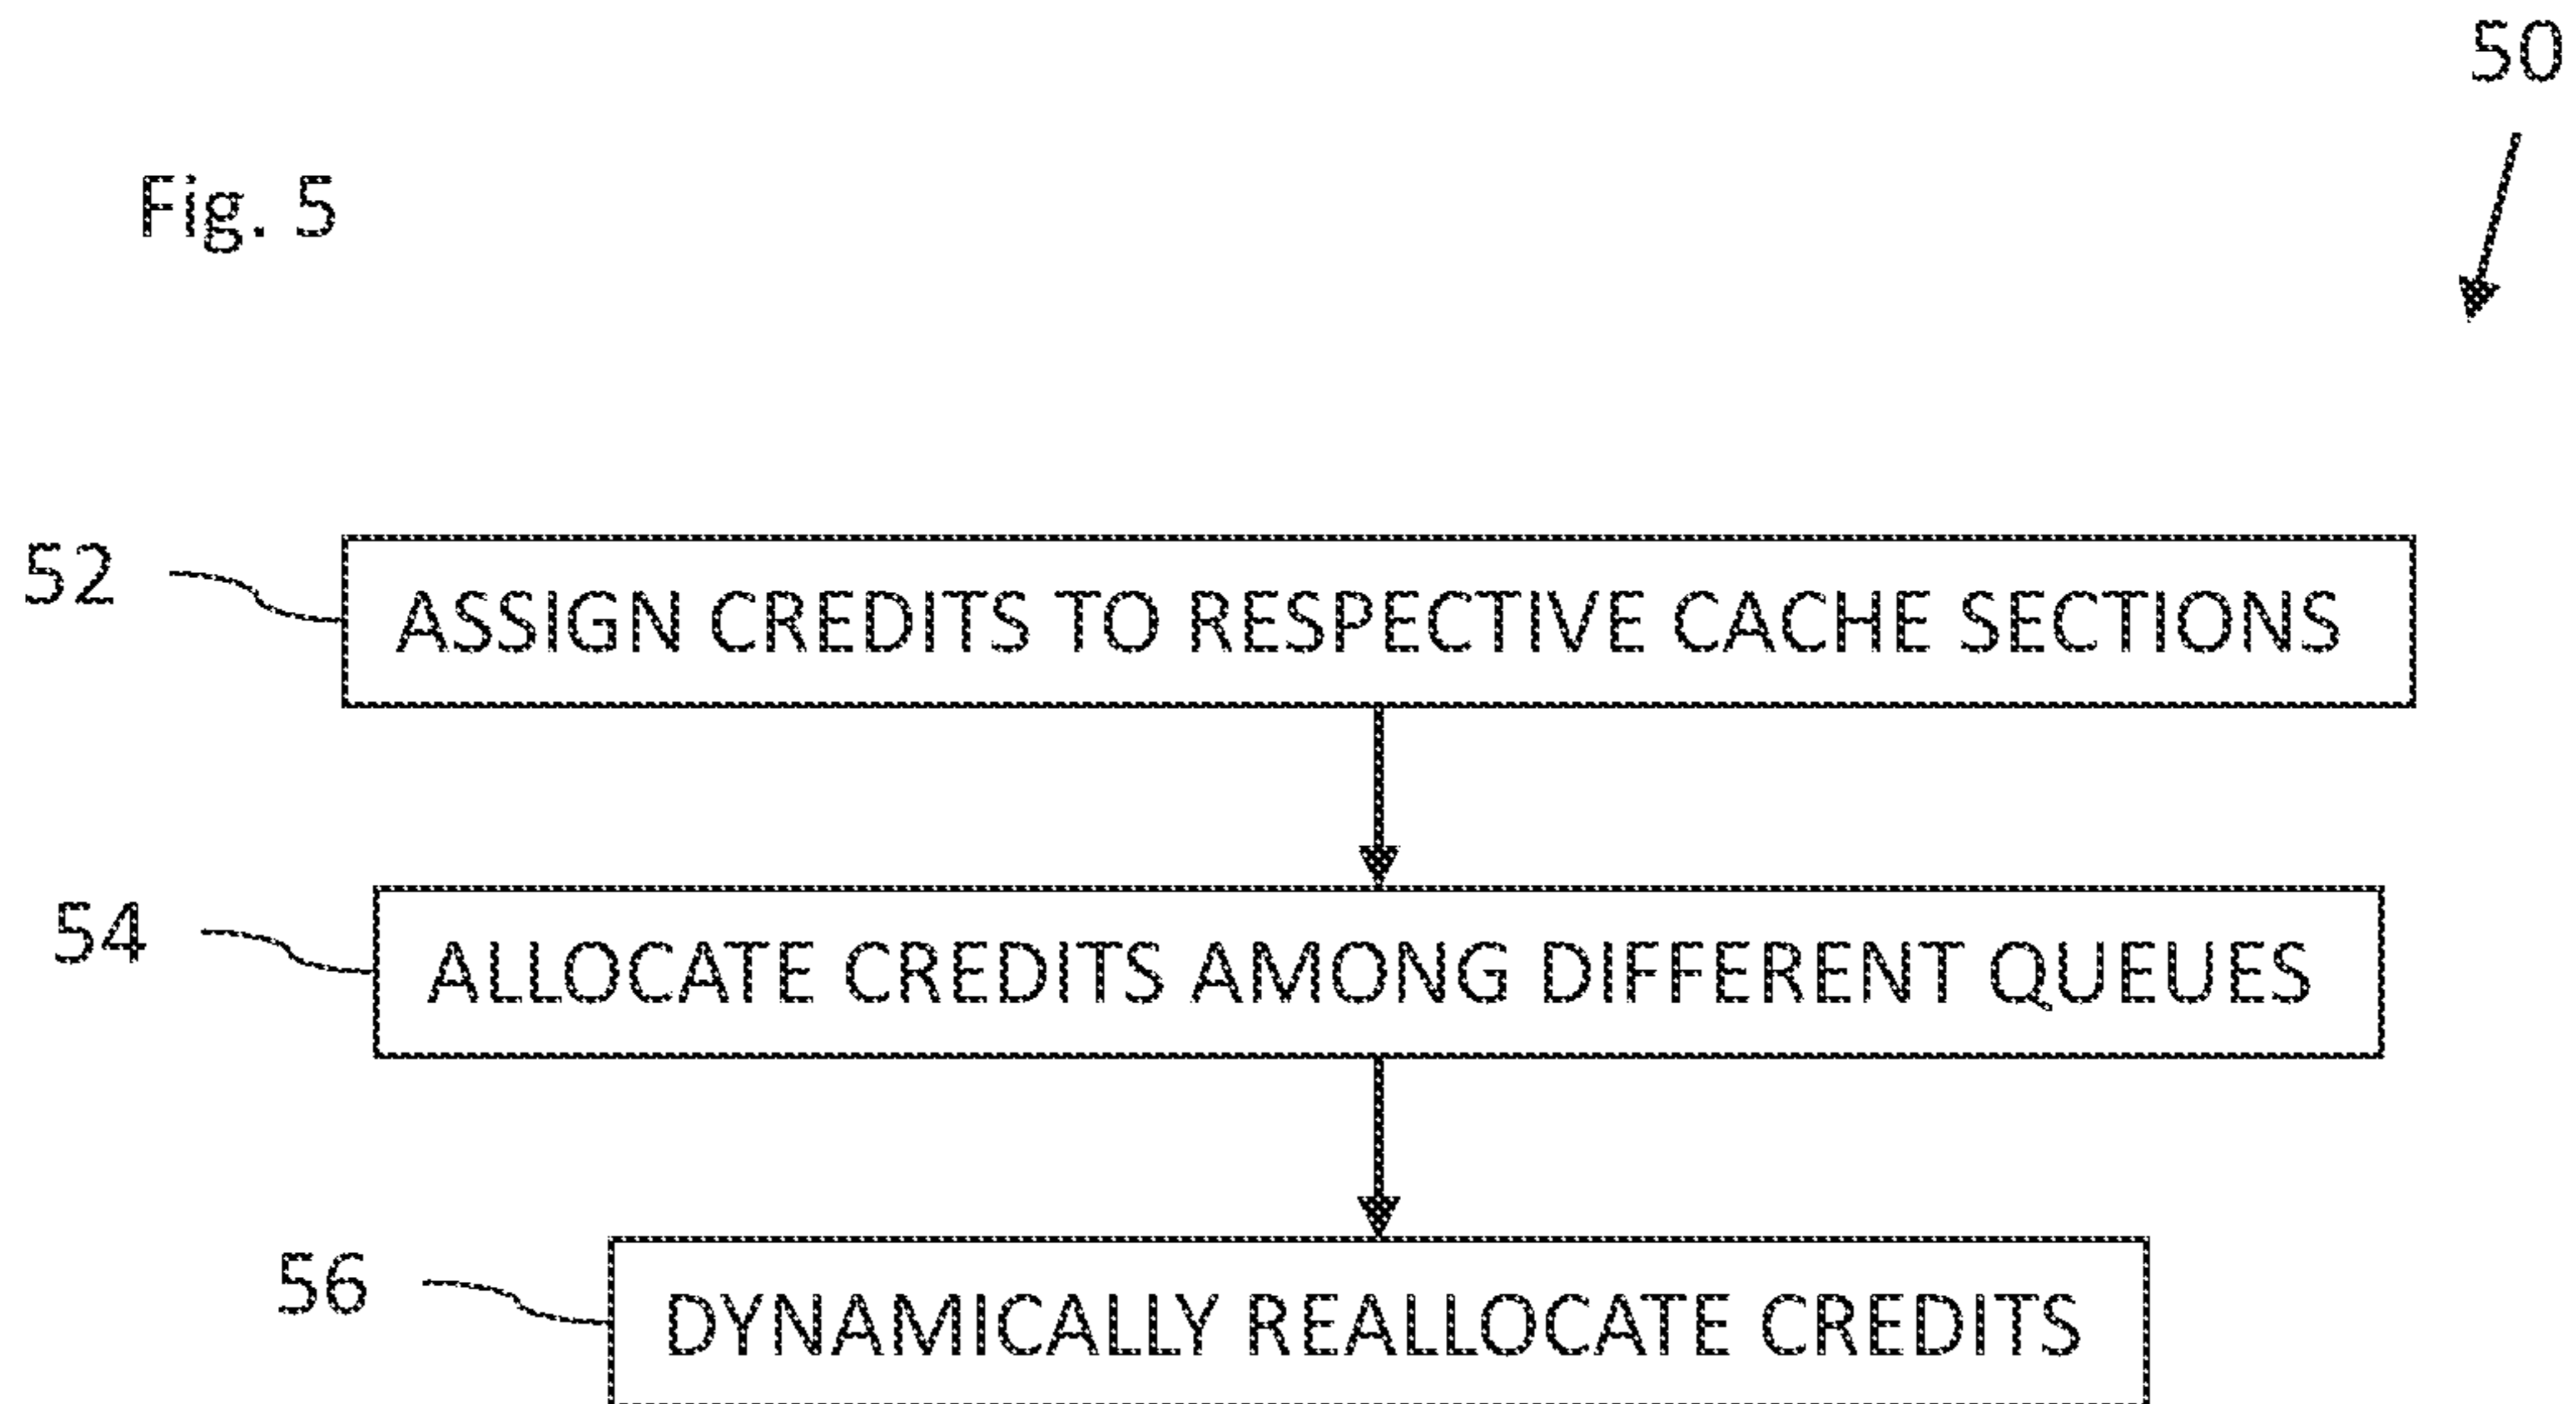 50
Fig. 5
52
ASSIGN CREDITS TO RESPECTIVE CACHE SECTIONS
54
ALLOCATE CREDITS AMONG DIFFERENT QUEUES
56
DYNAMICALLY REALLOCATE CREDITS